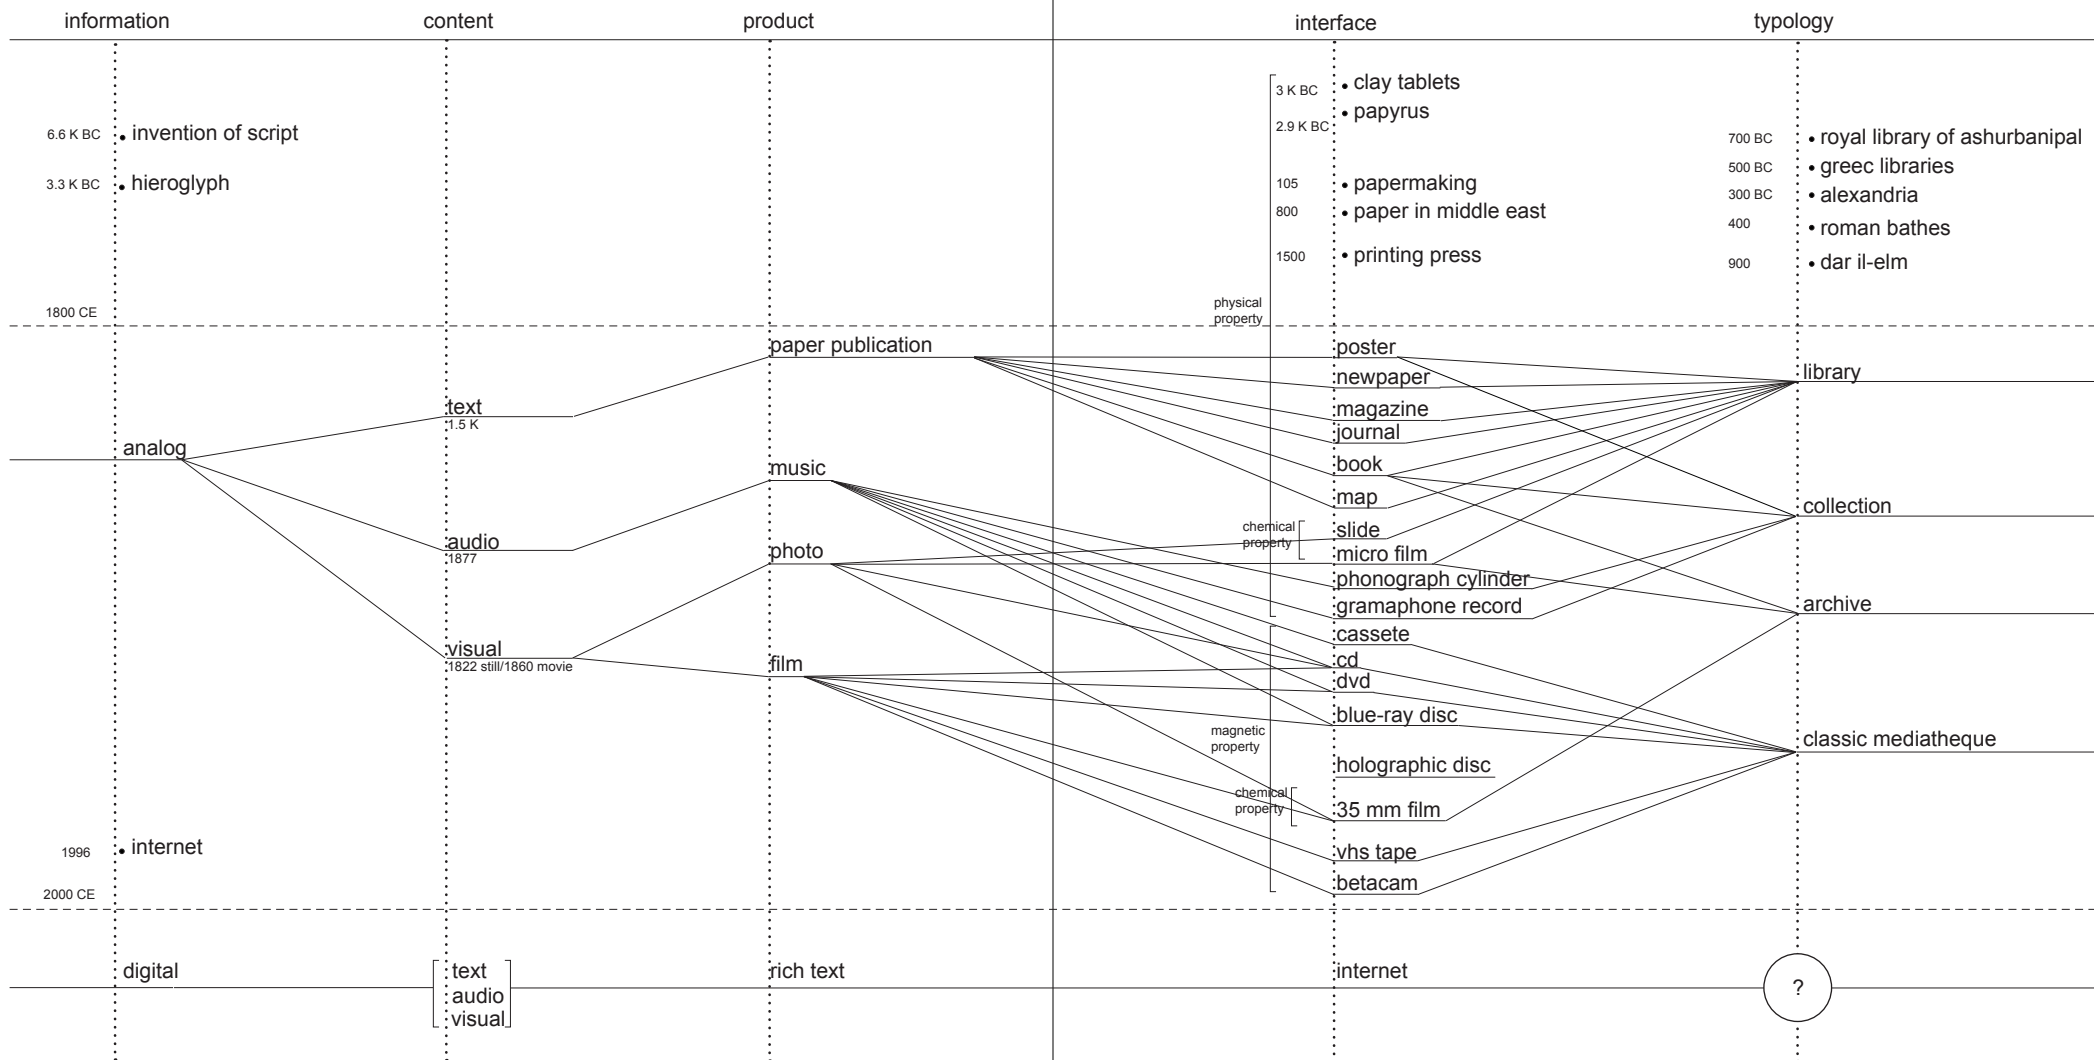 information
content
product
interface
typology
3 K BC
clay tablets
papyrus
2.9 K BC
6.6 K BC
invention of script
700 BC
royal library of ashurbanipal
500 BC
greec libraries
3.3 K BC
hieroglyph
105
papermaking
300 BC
alexandria
800
paper in middle east
400
roman bathes
1500
printing press
900
dar il-elm
1800 CE
physical
property
paper publication
poster
newpaper
library
text
1.5 K
magazine
journal
analog
music
book
map
collection
audio
1877
photo
chemical
property
slide
micro film
phonograph cylinder
gramaphone record
archive
visual
1822 still/1860 movie
film
cassete
cd
dvd
blue-ray disc
magnetic
property
classic mediatheque
holographic disc
chemical
property
35 mm film
1996
internet
vhs tape
betacam
2000 CE
digital
text
audio
visual
rich text
internet
?